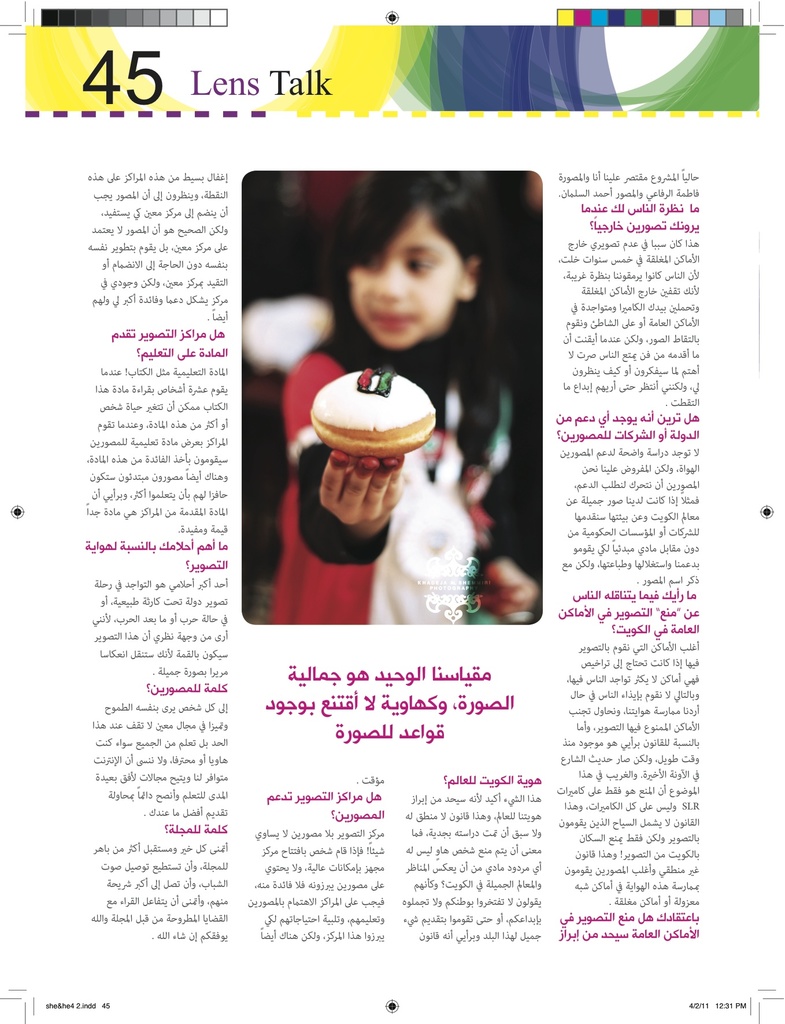 45 Lens Talk
حالياً المشروع مقتصر علينا أنا والمصورة
فاطمة الرفاعي والمصور أحمد السلمان.
ما نظرة الناس لك عندما
يرونك تصورين خارجياً؟
هذا كان سببا في عدم تصويري خارج
الأماكن المغلقة في خمس سنوات خلت،
لأن الناس كانوا يرمقوننا بنظرة غريبة،
لأنك تقفين خارج الأماكن المغلقة
وتحملين بيدك الكاميرا ومتواجدة في
الأماكن العامة أو على الشاطئ ونقوم
بالتقاط الصور، ولكن عندما أيقنت أن
ما أقدمه من فن يمتع الناس صرت لا
أهتم لما سيفكرون أو كيف ينظرون
لي، ولكنني أنتظر حتى أريهم إبداع ما
التقطت .
هل ترين أنه يوجد أي دعم من
الدولة أو الشركات للمصورين؟
لا توجد دراسة واضحة لدعم المصورين
الهواة، ولكن المفروض علينا نحن
المصورين أن نتحرك لنطلب الدعم،
فمثلاً إذا كانت لدينا صور جميلة عن
معالم الكويت وعن بيئتها سنقدمها
للشركات أو المؤسسات الحكومية من
دون مقابل مادي مبدئياً لكي يقومو
بدعمنا واستغلالها وطباعتها، ولكن مع
ذكر اسم المصور .
ما رأيك فيما يتناقله الناس
عن “منع” التصوير في الأماكن
العامة في الكويت؟
أغلب الأماكن التي نقوم بالتصوير
فيها إذا كانت تحتاج إلى تراخيص
فهي أماكن لا يكثر تواجد الناس فيها،
وبالتالي لا نقوم بإيذاء الناس في حال
أردنا ممارسة هوايتنا، ونحاول تجنب
الأماكن الممنوع فيها التصوير، وأما
بالنسبة للقانون برأيي هو موجود منذ
وقت طويل، ولكن صار حديث الشارع
في الآونة الأخيرة. والغريب في هذا
الموضوع أن المنع هو فقط على كاميرات
SLR وليس على كل الكاميرات، وهذا
القانون لا يشمل السياح الذين يقومون
بالتصوير ولكن فقط يمنع السكان
بالكويت من التصوير! وهذا قانون
غير منطقي وأغلب المصورين يقومون
بممارسة هذه الهواية في أماكن شبه
معزولة أو أماكن مغلقة .
باعتقادك هل منع التصوير في
الأماكن العامة سيحد من إبراز
KHADEJA
PHOTOGRAPHY
مقياسنا الوحيد هو جمالية
الصورة، وكهاوية لا أقتنع بوجود
قواعد للصورة
هوية الكويت للعالم؟
هذا الشيء أكيد لأنه سيحد من إبراز
هويتنا للعالم، وهذا قانون لا منطق له
ولا سبق أن تمت دراسته بجدية، فما
معنى أن يتم منع شخص هاوٍ ليس له
أي مردود مادي من أن يعكس المناظر
والمعالم الجميلة في الكويت؟ وكأنهم
يقولون لا تفتخروا بوطنكم ولا تجملوه
بإبداعكم، أو حتى تقوموا بتقديم شيء
جميل لهذا البلد وبرأيي أنه قانون
مؤقت .
هل مراكز التصوير تدعم
المصورين؟
مركز التصوير بلا مصورين لا يساوي
شيئاً! فإذا قام شخص بافتتاح مركز
مجهز بإمكانات عالية، ولا يحتوي
على مصورين يبرزونه فلا فائدة منه،
فيجب على المراكز الاهتمام بالمصورين
وتعليمهم، وتلبية احتياجاتهم لكي
يبرزوا هذا المركز، ولكن هناك أيضاً
إغفال بسيط من هذه المراكز على هذه
النقطة، وينظرون إلى أن المصور يجب
أن ينضم إلى مركز معين كي يستفيد،
ولكن الصحيح هو أن المصور لا يعتمد
على مركز معين، بل يقوم بتطوير نفسه
بنفسه دون الحاجة إلى الانضمام أو
التقيد بمركز معين، ولكن وجودي في
مركز يشكل دعما وفائدة أكبر لي ولهم
أيضاً .
هل مراكز التصوير تقدم
المادة على التعليم؟
المادة التعليمية مثل الكتاب! عندما
يقوم عشرة أشخاص بقراءة مادة هذا
الكتاب ممكن أن تتغير حياة شخص
أو أكثر من هذه المادة، وعندما تقوم
المراكز بعرض مادة تعليمية للمصورين
سيقومون بأخذ الفائدة من هذه المادة،
وهناك أيضاً مصورون مبتدئون ستكون
حافزا لهم بأن يتعلموا أكثر، وبرأيي أن
المادة المقدمة من المراكز هي مادة جداً
قيمة ومفيدة.
ما أهم أحلامك بالنسبة لهواية
التصوير؟
أحد أكبر أحلامي هو التواجد في رحلة
تصوير دولة تحت كارثة طبيعية، أو
في حالة حرب أو ما بعد الحرب، لأنني
أرى من وجهة نظري أن هذا التصوير
سيكون بالقمة لأنك ستنقل انعكاسا
مريرا بصورة جميلة .
كلمة للمصورين؟
إلى كل شخص يرى بنفسه الطموح
وتميزا في مجال معين لا تقف عند هذا
الحد بل تعلم من الجميع سواء كنت
هاويا أو محترفا، ولا ننسى أن الإنترنت
متوافر لنا ويتيح مجالات لأفق بعيدة
المدى للتعلم وأنصح دائماً بمحاولة
تقديم أفضل ما عندك .
كلمة للمجلة؟
أتمنى كل خير ومستقبل أكثر من باهر
للمجلة، وأن تستطيع توصيل صوت
الشباب، وأن تصل إلى أكبر شريحة
منهم، وأتمنى أن يتفاعل القراء مع
القضايا المطروحة من قبل المجلة والله
يوفقكم إن شاء الله .
she&he4 2.indd 45
4/2/11 12:31 PM